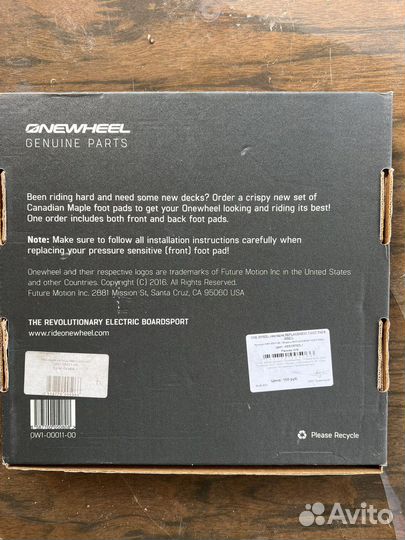 ONEWHEEL
GENUINE PARTS
Been riding hard and need some new decks? Order a crispy new set of
Canadian Maple foot pads to get your Onewheel looking and riding its best!
One order includes both front and back foot pads.
Note: Make sure to follow all installation instructions carefully when
replacing your pressure sensitive (front) foot pad!
Onewheel and their respective logos are trademarks of Future Motion Inc in the United States
and other Countries. Copyright (C) 2016. All Rights Reserved.
Future Motion Inc. 2881 Mission St, Santa Cruz, CA 95060 USA
THE REVOLUTIONARY ELECTRIC BOARDSPORT
www.rideonewheel.com
OW1-00011-00
Please Recycle
Avito